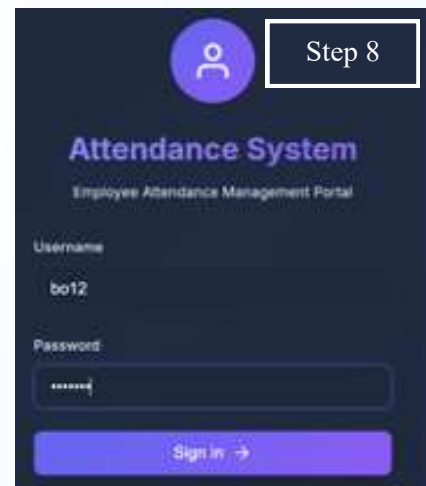 Step 8
Attendance System
Employee Attendance Management Portal
Username
bo12
Password
•••••••
Sign in →